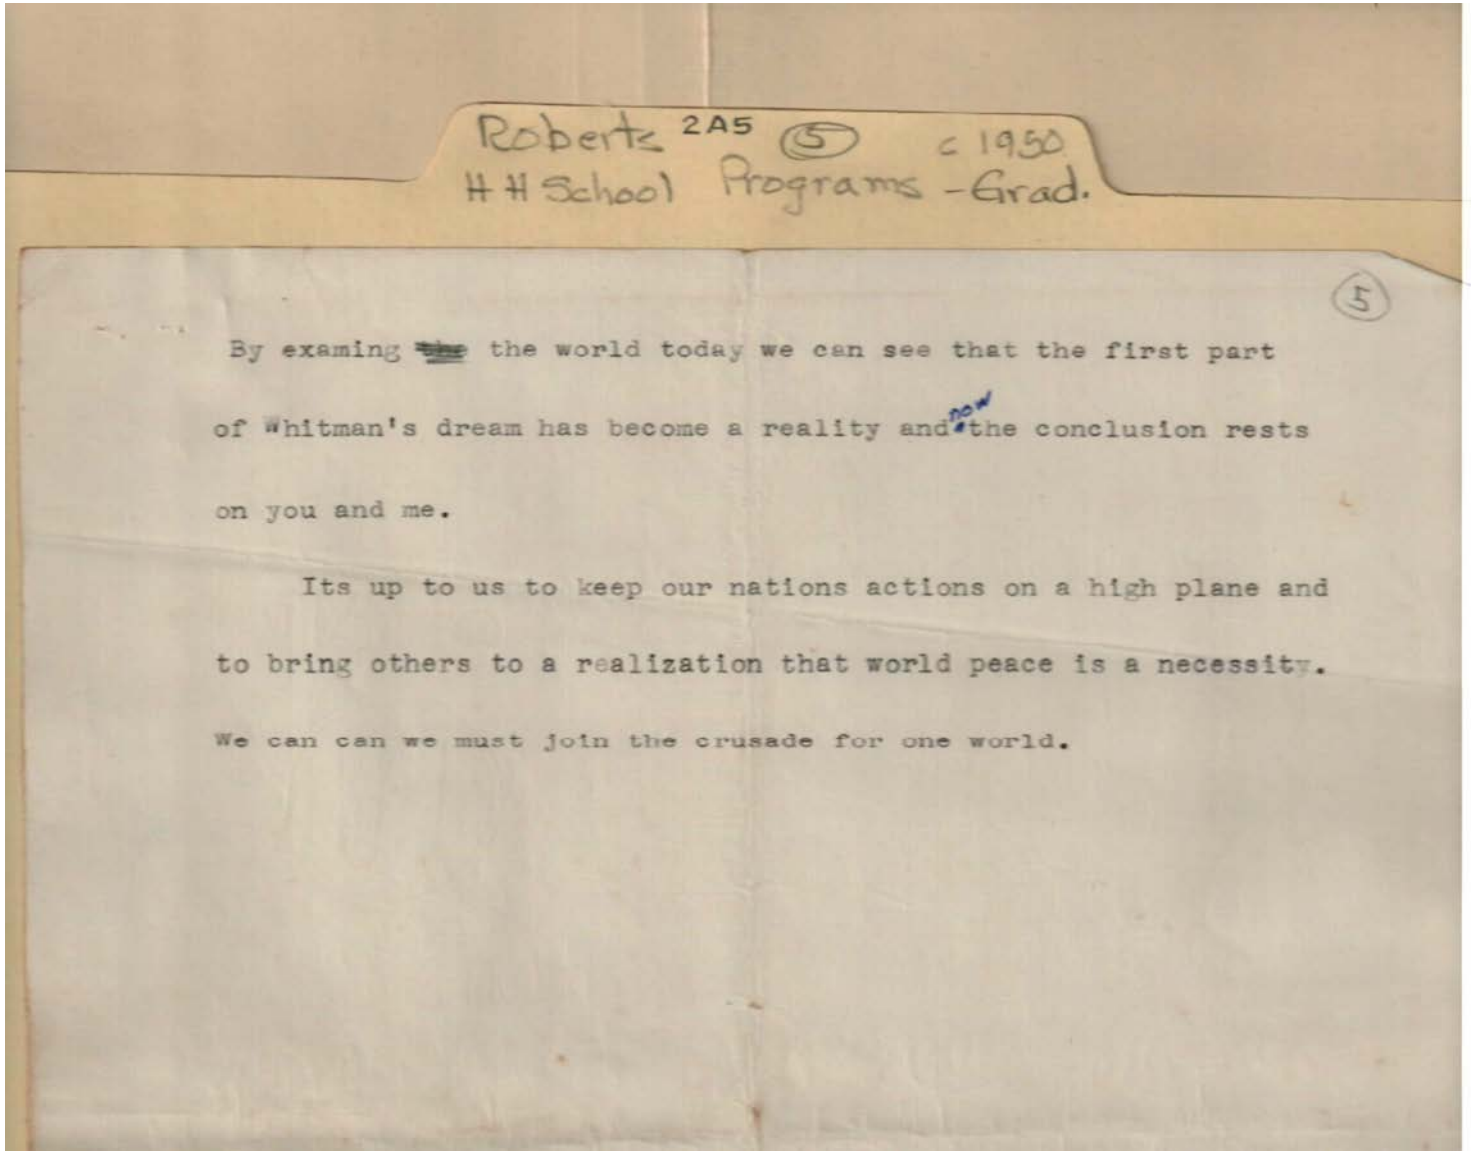 Roberts 2A5 5 c 1950
H H School Programs - Grad.
5
By examing the the world today we can see that the first part
now
of Whitman's dream has become a reality and the conclusion rests
on you and me.
Its up to us to keep our nations actions on a high plane and
to bring others to a realization that world peace is a necessity.
We can can we must join the crusade for one world.